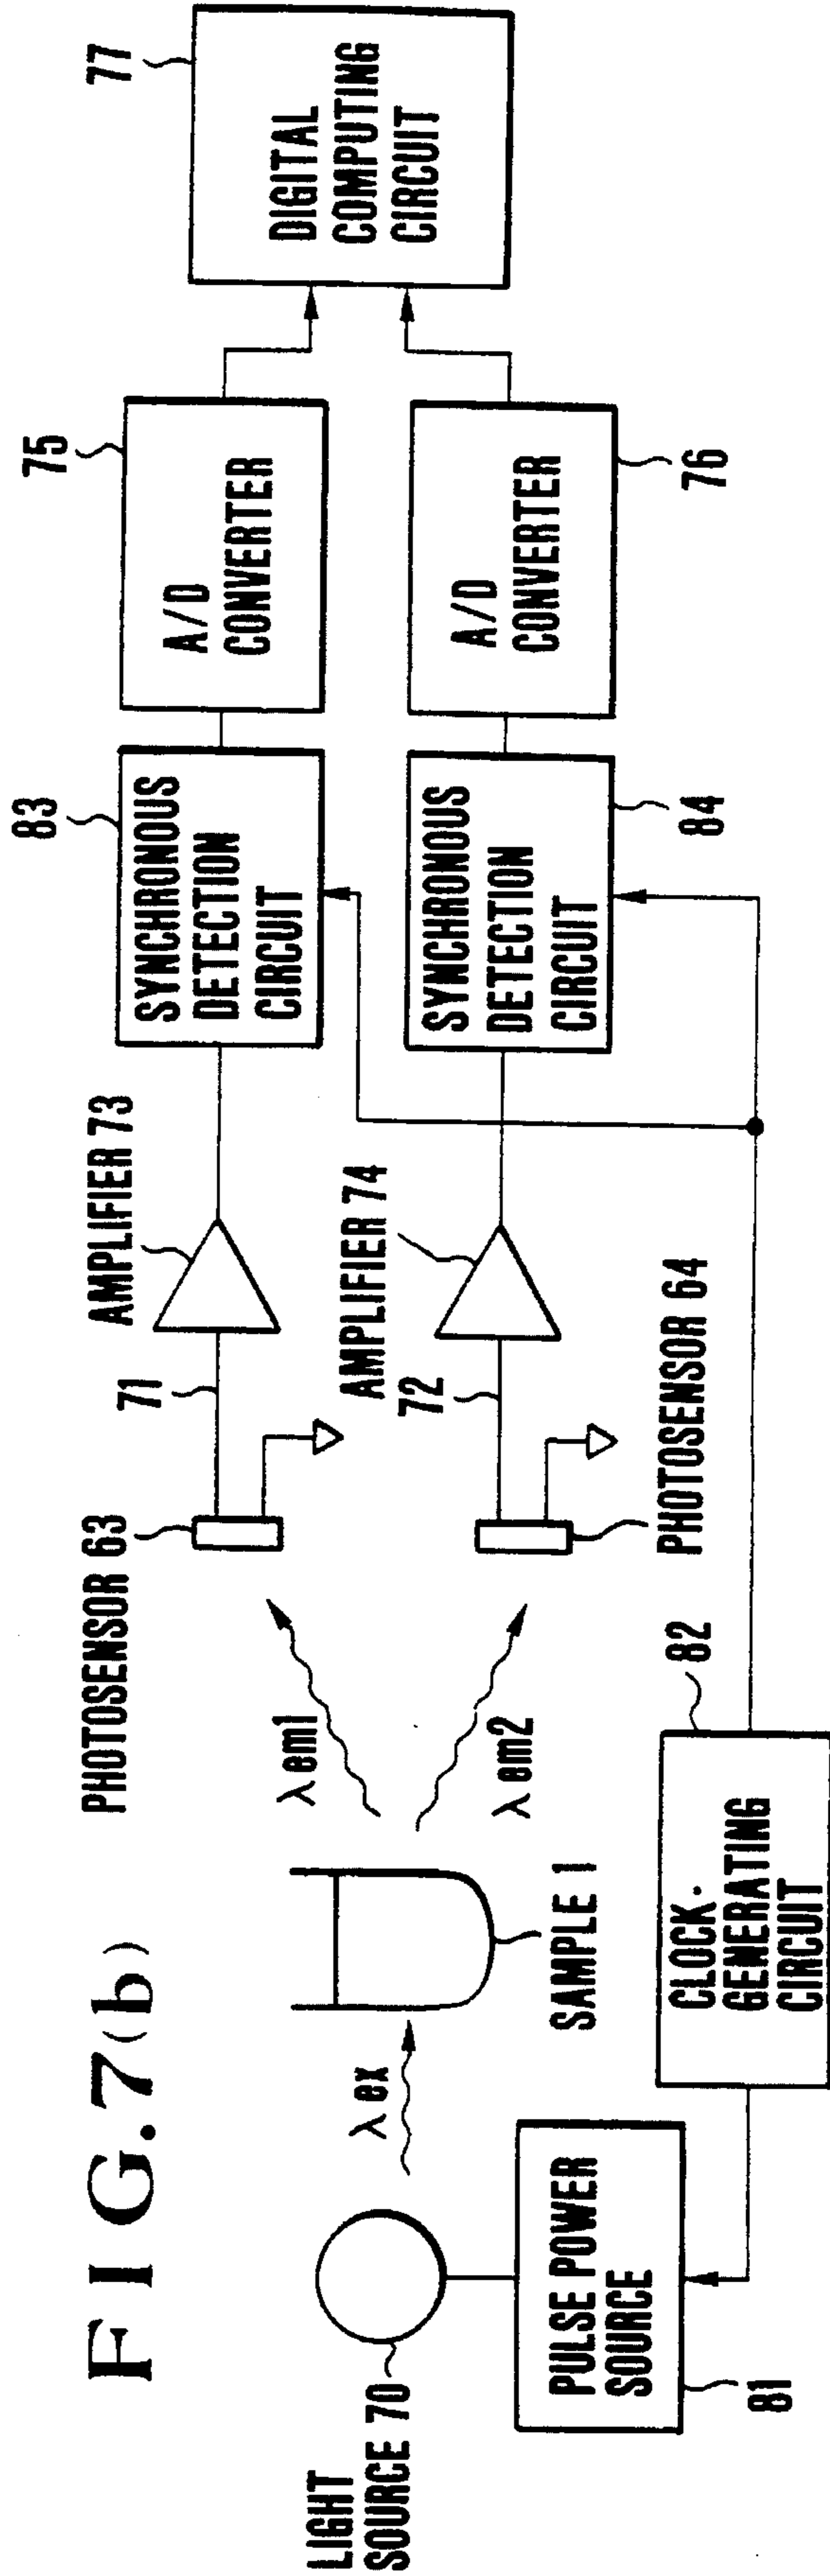 FIG.7(b)
LIGHT
SOURCE 70
λex
SAMPLE 1
PULSE POWER
SOURCE
81
CLOCK-
GENERATING
CIRCUIT
82
λem1
λem2
PHOTOSENSOR 63
PHOTOSENSOR 64
71
72
AMPLIFIER 73
AMPLIFIER 74
83
SYNCHRONOUS
DETECTION
CIRCUIT
SYNCHRONOUS
DETECTION
CIRCUIT
84
75
A/D
CONVERTER
A/D
CONVERTER
76
77
DIGITAL
COMPUTING
CIRCUIT